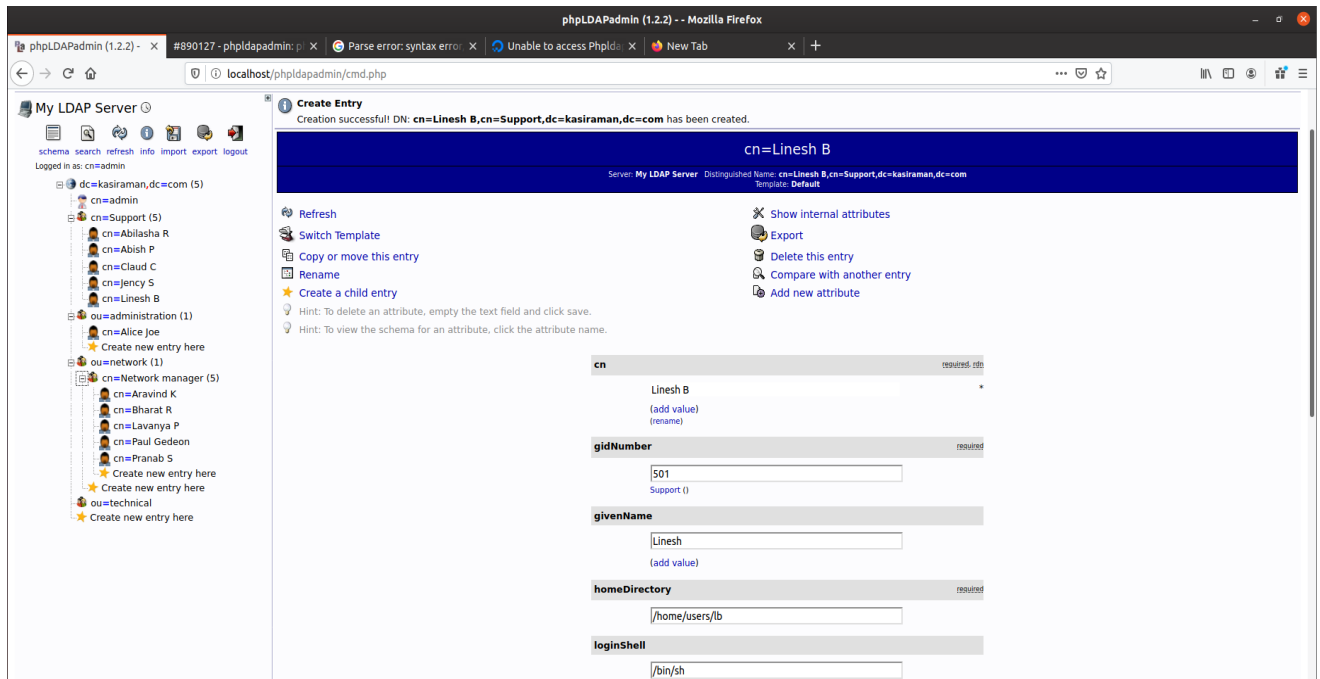 phpLDAPadmin (1.2.2) - - Mozilla Firefox
phpLDAPadmin (1.2.2) -
#890127 - phpldapadmin: p
Parse error: syntax error
Unable to access Phplda
New Tab
localhost/phpldapadmin/cmd.php
My LDAP Server
schema search refresh info import export logout
Logged in as: cn=admin
dc=kasiraman,dc=com (5)
cn=admin
cn=Support (5)
cn=Abilasha R
cn=Abish P
cn=Claud C
cn=Jency S
cn=Linesh B
ou=administration (1)
cn=Alice Joe
Create new entry here
ou=network (1)
cn=Network manager (5)
cn=Aravind K
cn=Bharat R
cn=Lavanya P
cn=Paul Gedeon
cn=Pranab S
Create new entry here
Create new entry here
ou=technical
Create new entry here
Create Entry
Creation successful! DN: cn=Linesh B,cn=Support,dc=kasiraman,dc=com has been created.
cn=Linesh B
Server: My LDAP Server Distinguished Name: cn=Linesh B,cn=Support,dc=kasiraman,dc=com
Template: Default
Refresh
Switch Template
Copy or move this entry
Rename
Create a child entry
Hint: To delete an attribute, empty the text field and click save.
Hint: To view the schema for an attribute, click the attribute name.
Show internal attributes
Export
Delete this entry
Compare with another entry
Add new attribute
cn required, rdn
Linesh B *
(add value)
(rename)
gidNumber required
501
Support ()
givenName
Linesh
(add value)
homeDirectory required
/home/users/lb
loginShell
/bin/sh